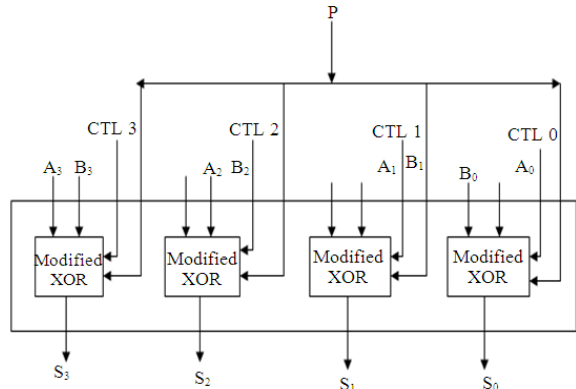 P
CTL 3
CTL 2
CTL 1
CTL 0
A₃ B₃
A₂ B₂
A₁ B₁
B₀ A₀
Modified XOR
Modified XOR
Modified XOR
Modified XOR
S₃
S₂
S₁
S₀